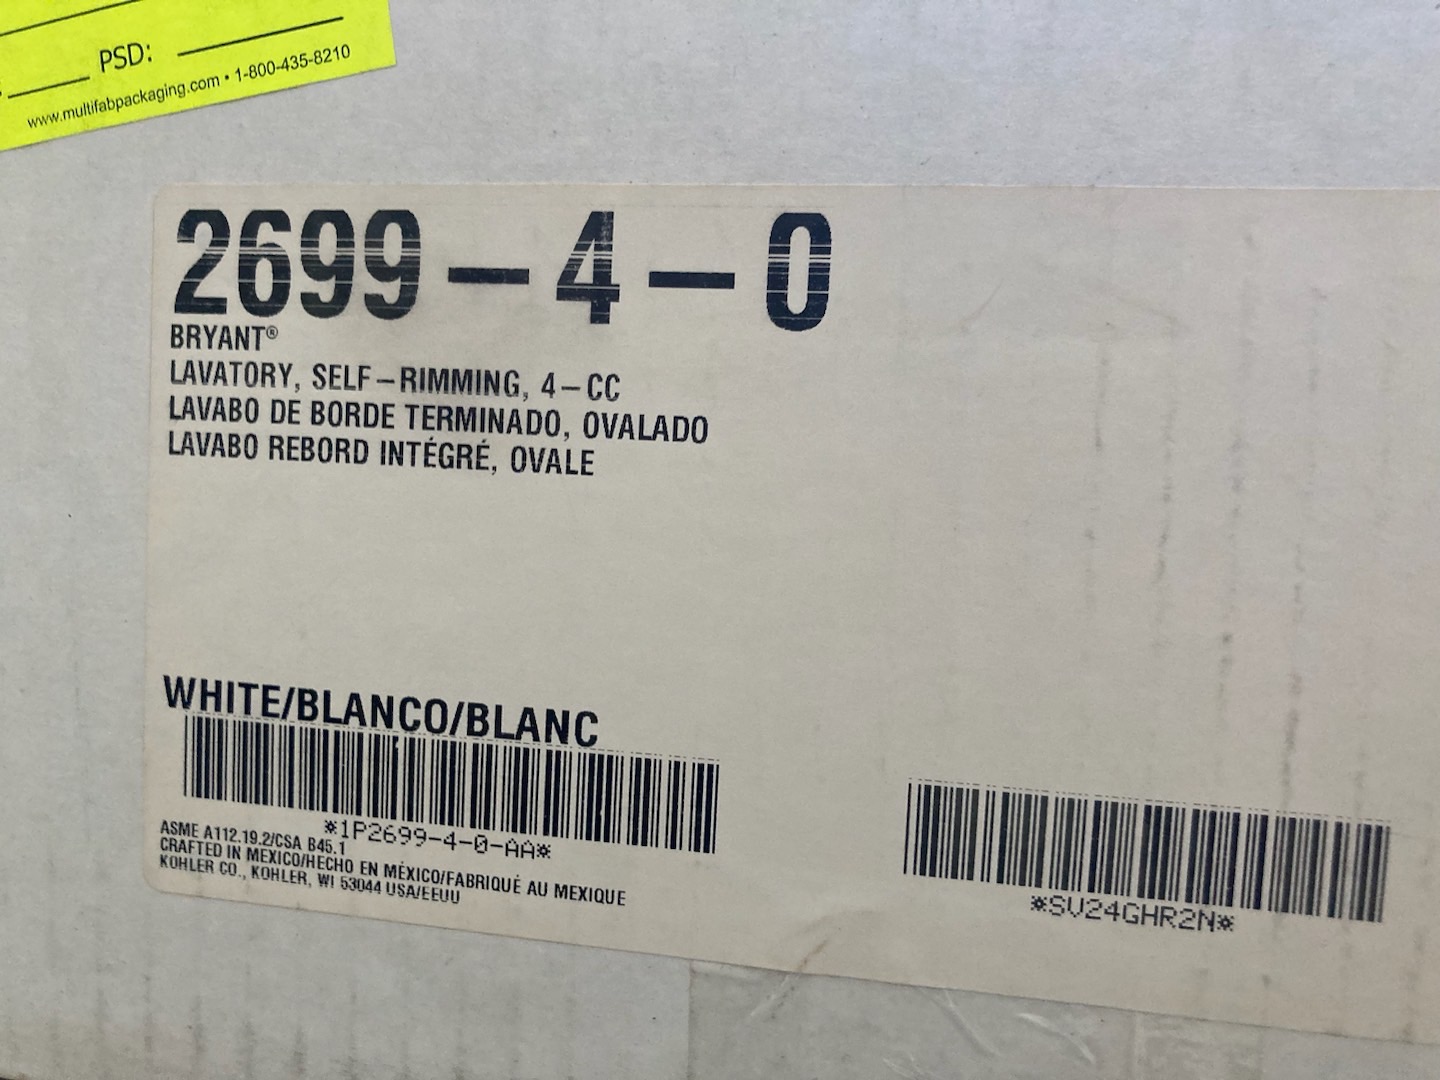 PSD:
www.multifabpackaging.com • 1-800-435-8210
2699-4-0
BRYANT®
LAVATORY, SELF-RIMMING, 4-CC
LAVABO DE BORDE TERMINADO, OVALADO
LAVABO REBORD INTÉGRÉ, OVALE
WHITE/BLANCO/BLANC
*1P2699-4-0-AA*
ASME A112.19.2/CSA B45.1
CRAFTED IN MEXICO/HECHO EN MÉXICO/FABRIQUÉ AU MEXIQUE
KOHLER CO., KOHLER, WI 53044 USA/EEUU
*SV24GHR2N*